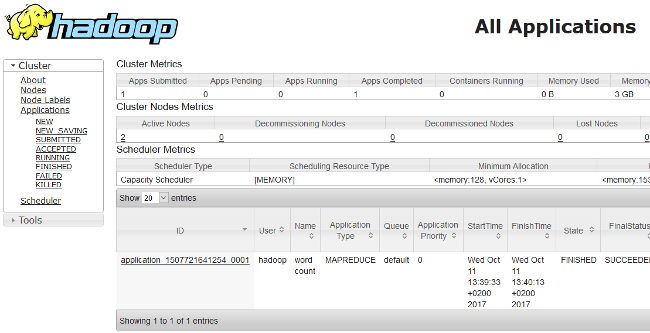 hadoop
All Applications
Cluster
About
Nodes
Node Labels
Applications
NEW
NEW_SAVING
SUBMITTED
ACCEPTED
RUNNING
FINISHED
FAILED
KILLED
Scheduler
Tools
Cluster Metrics
Apps Submitted Apps Pending Apps Running Apps Completed Containers Running Memory Used Memory
1 0 0 1 0 0 B 3 GB
Cluster Nodes Metrics
Active Nodes Decommissioning Nodes Decommissioned Nodes Lost Nodes
2 0 0 0 0
Scheduler Metrics
Scheduler Type Scheduling Resource Type Minimum Allocation
Capacity Scheduler [MEMORY] <memory:128, vCores:1> <memory:153
Show 20 entries
ID User Name Application Type Queue Application Priority StartTime FinishTime State FinalStatus
application_1507721641254_0001 hadoop word count MAPREDUCE default 0 Wed Oct 11 13:39:33 +0200 2017 Wed Oct 11 13:40:13 +0200 2017 FINISHED SUCCEEDED
Showing 1 to 1 of 1 entries